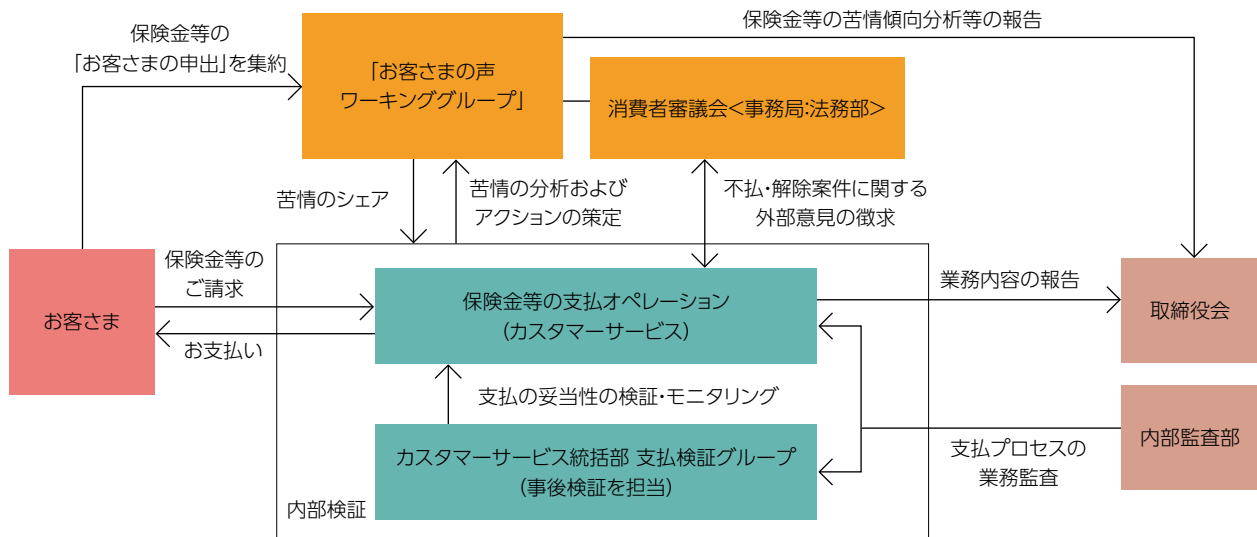 保険金等の
「お客さまの申出」を集約
「お客さまの声
ワーキンググループ」
消費者審議会<事務局:法務部>
保険金等の苦情傾向分析等の報告
苦情のシェア
苦情の分析および
アクションの策定
不払・解除案件に関する
外部意見の徴求
お客さま
保険金等の
ご請求
お支払い
保険金等の支払オペレーション
(カスタマーサービス)
業務内容の報告
取締役会
支払の妥当性の検証・モニタリング
カスタマーサービス統括部 支払検証グループ
(事後検証を担当)
内部検証
支払プロセスの
業務監査
内部監査部